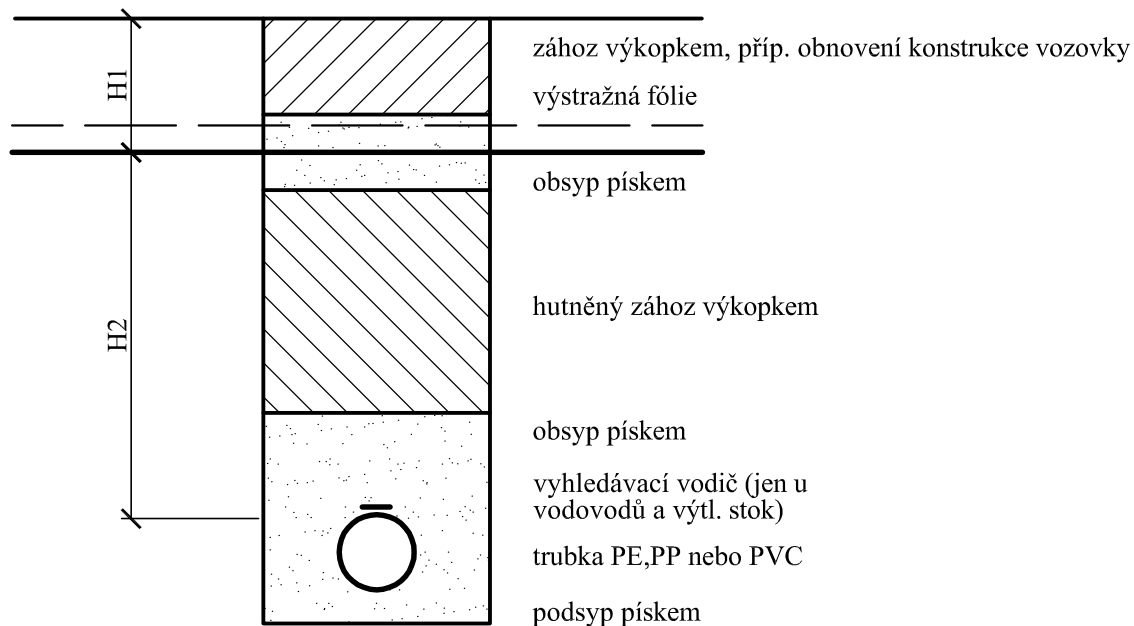 zához výkopkem, příp. obnovení konstrukce vozovky
H1
výstražná fólie
obsyp pískem
hutněný zához výkopkem
H2
obsyp pískem
vyhledávací vodič (jen u
vodovodů a výtl. stok)
trubka PE,PP nebo PVC
podsyp pískem